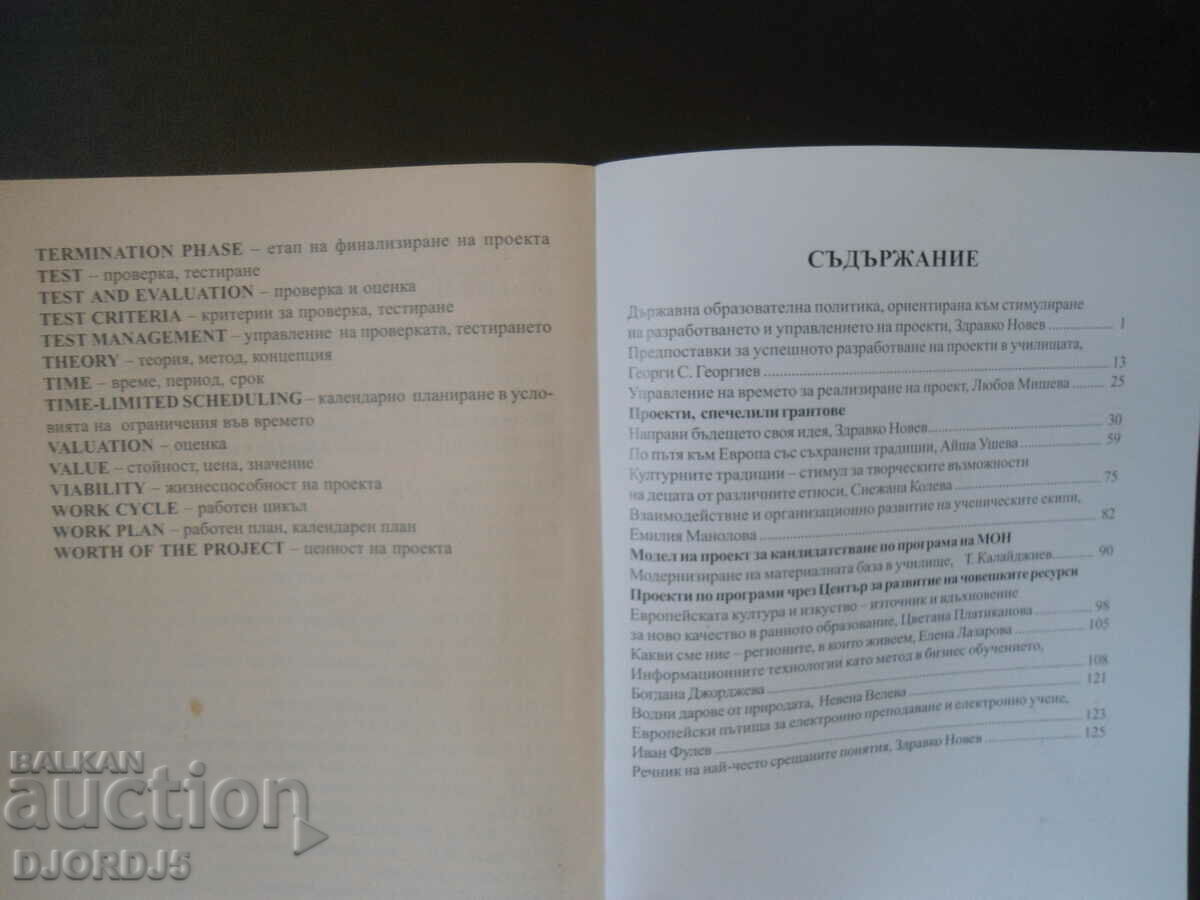 TERMINATION PHASE – етап на финализиране на проекта
TEST – проверка, тестиране
TEST AND EVALUATION – проверка и оценка
TEST CRITERIA – критерии за проверка, тестиране
TEST MANAGEMENT – управление на проверката, тестирането
THEORY – теория, метод, концепция
TIME – време, период, срок
TIME-LIMITED SCHEDULING – календарно планиране в усло-
вията на ограничения във времето
VALUATION – оценка
VALUE – стойност, цена, значение
VIABILITY – жизнеспособност на проекта
WORK CYCLE – работен цикъл
WORK PLAN – работен план, календарен план
WORTH OF THE PROJECT – ценност на проекта
СЪДЪРЖАНИЕ
Държавна образователна политика, ориентирана към стимулиране
на разработването и управлението на проекти, Здравко Новев ................ 1
Предпоставки за успешното разработване на проекти в училищата,
Георги С. Георгиев ................ 13
Управление на времето за реализиране на проект, Любов Мишева ........ 25
Проекти, спечелили грантове
Направи бъдещето своя идея, Здравко Новев ................ 30
По пътя към Европа със съхранени традиции, Айша Ушева ................ 59
Културните традиции – стимул за творческите възможности
на децата от различните етноси, Снежана Колева ................ 75
Взаимодействие и организационно развитие на ученическите екипи,
Емилия Манолова ................ 82
Модел на проект за кандидатстване по програма на МОН
Модернизиране на материалната база в училище, Т. Калайджиев ........ 90
Проекти по програми чрез Център за развитие на човешките ресурси
Европейската култура и изкуство – източник и вдъхновение
за ново качество в ранното образование, Цветана Платиканова ........ 98
Какви сме ние – регионите, в които живеем, Елена Лазарова ........ 105
Информационните технологии като метод в бизнес обучението,
Богдана Джорджева ................ 108
Водни дарове от природата, Невена Велева ................ 121
Европейски пътища за електронно преподаване и електронно учене,
Иван Фулев ................ 123
Речник на най-често срещаните понятия, Здравко Новев ................ 125
BALKAN
auction
DJORDJ5